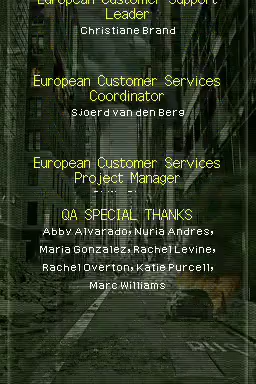 European Customer Support
Leader
Christiane Brand
European Customer Services
Coordinator
Sjoerd van den Berg
European Customer Services
Project Manager
QA SPECIAL THANKS
Abby Alvarado, Nuria Andres,
Maria Gonzalez, Rachel Levine,
Rachel Overton, Katie Purcell,
Marc Williams